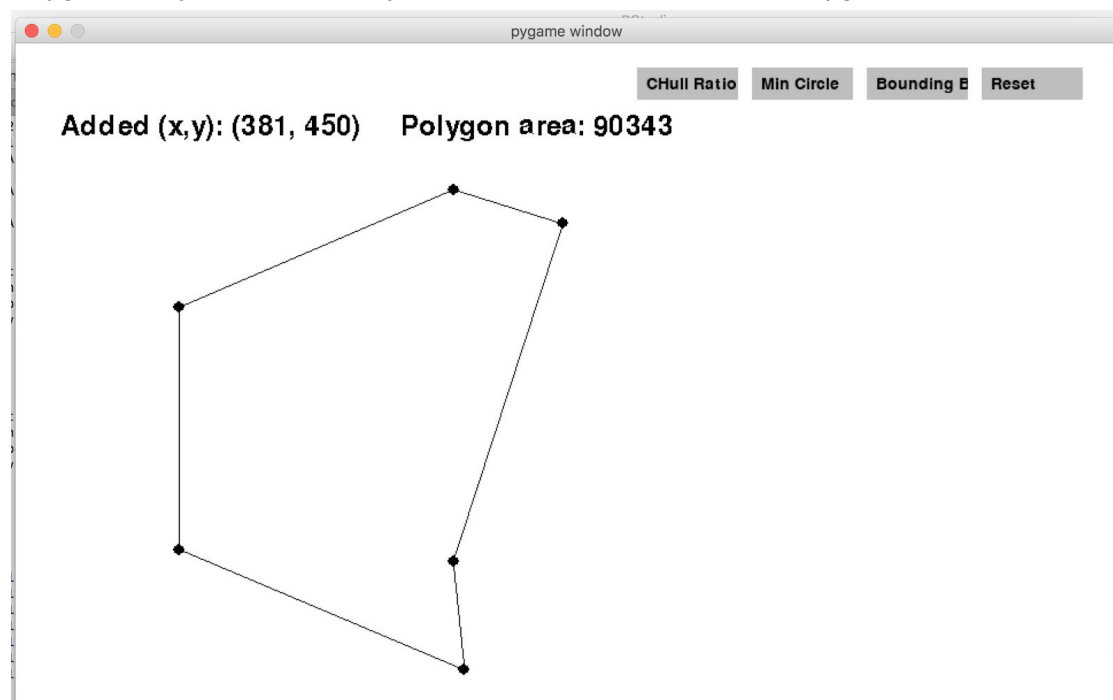 pygame window
CHull Ratio Min Circle Bounding B Reset
Added (x,y): (381, 450) Polygon area: 90343